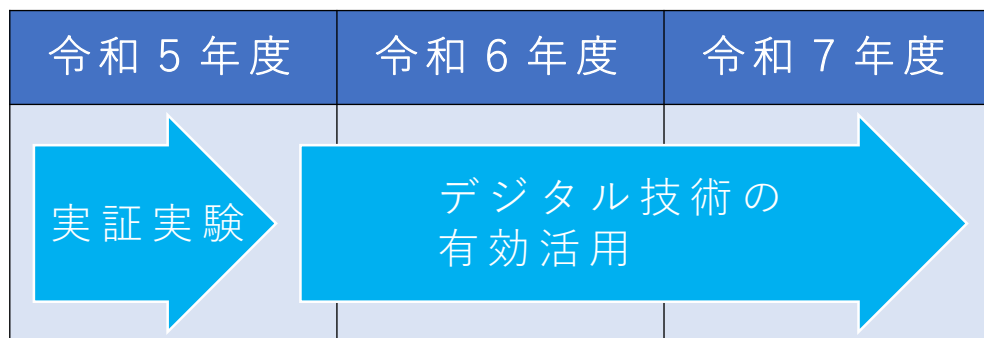 令和５年度
令和６年度
令和７年度
実証実験
デジタル技術の
有効活用